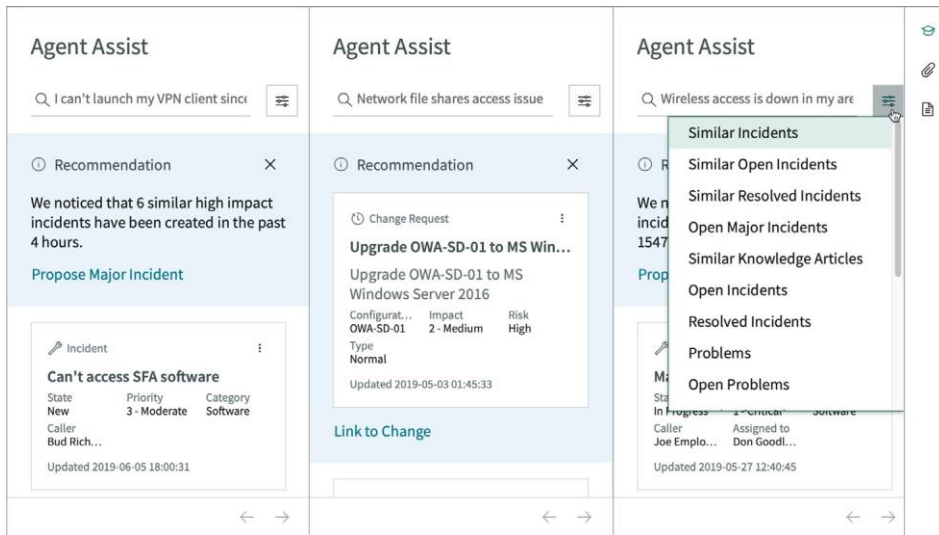 Agent Assist
I can't launch my VPN client since
Recommendation
We noticed that 6 similar high impact
incidents have been created in the past
4 hours.
Propose Major Incident
Incident
Can't access SFA software
State Priority Category
New 3 - Moderate Software
Caller
Bud Rich...
Updated 2019-06-05 18:00:31
Agent Assist
Network file shares access issue
Recommendation
Change Request
Upgrade OWA-SD-01 to MS Win...
Upgrade OWA-SD-01 to MS
Windows Server 2016
Configurat... Impact Risk
OWA-SD-01 2 - Medium High
Type
Normal
Updated 2019-05-03 01:45:33
Link to Change
Agent Assist
Wireless access is down in my are
Similar Incidents
Similar Open Incidents
Similar Resolved Incidents
Open Major Incidents
Similar Knowledge Articles
Open Incidents
Resolved Incidents
Problems
Open Problems
R
We n
incid
1547
Prop
Ma
Sta
In Progress 1 - Critical Software
Caller Assigned to
Joe Emplo... Don Goodl...
Updated 2019-05-27 12:40:45